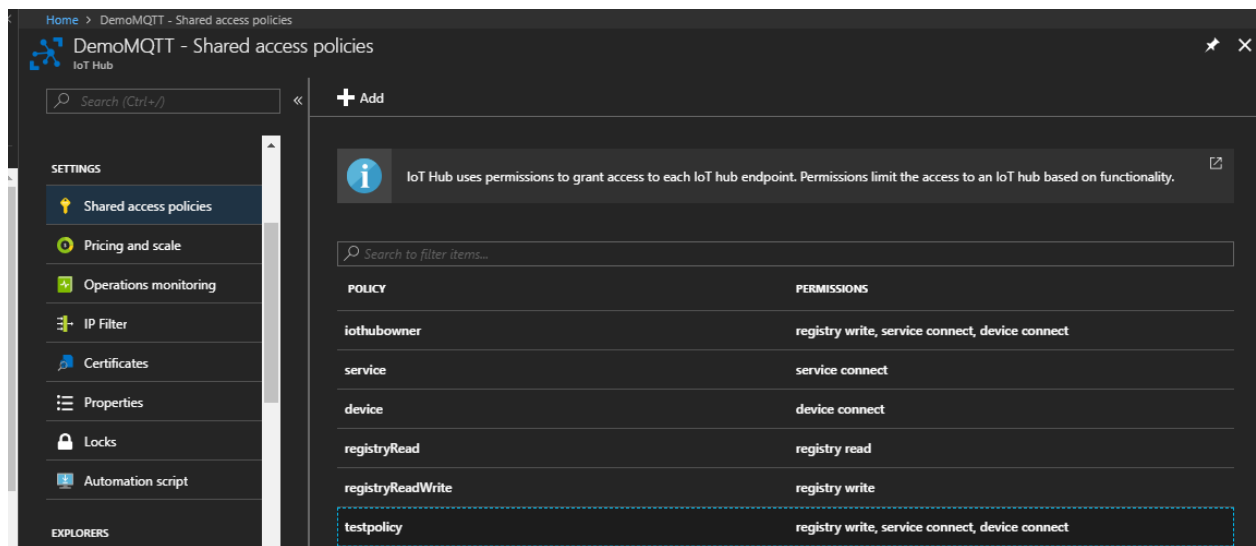 Home > DemoMQTT - Shared access policies
DemoMQTT - Shared access policies
IoT Hub
Search (Ctrl+/)
Add
SETTINGS
IoT Hub uses permissions to grant access to each IoT hub endpoint. Permissions limit the access to an IoT hub based on functionality.
Shared access policies
Pricing and scale
Operations monitoring
IP Filter
Certificates
Properties
Locks
Automation script
EXPLORERS
Search to filter items...
POLICY PERMISSIONS
iothubowner registry write, service connect, device connect
service service connect
device device connect
registryRead registry read
registryReadWrite registry write
testpolicy registry write, service connect, device connect